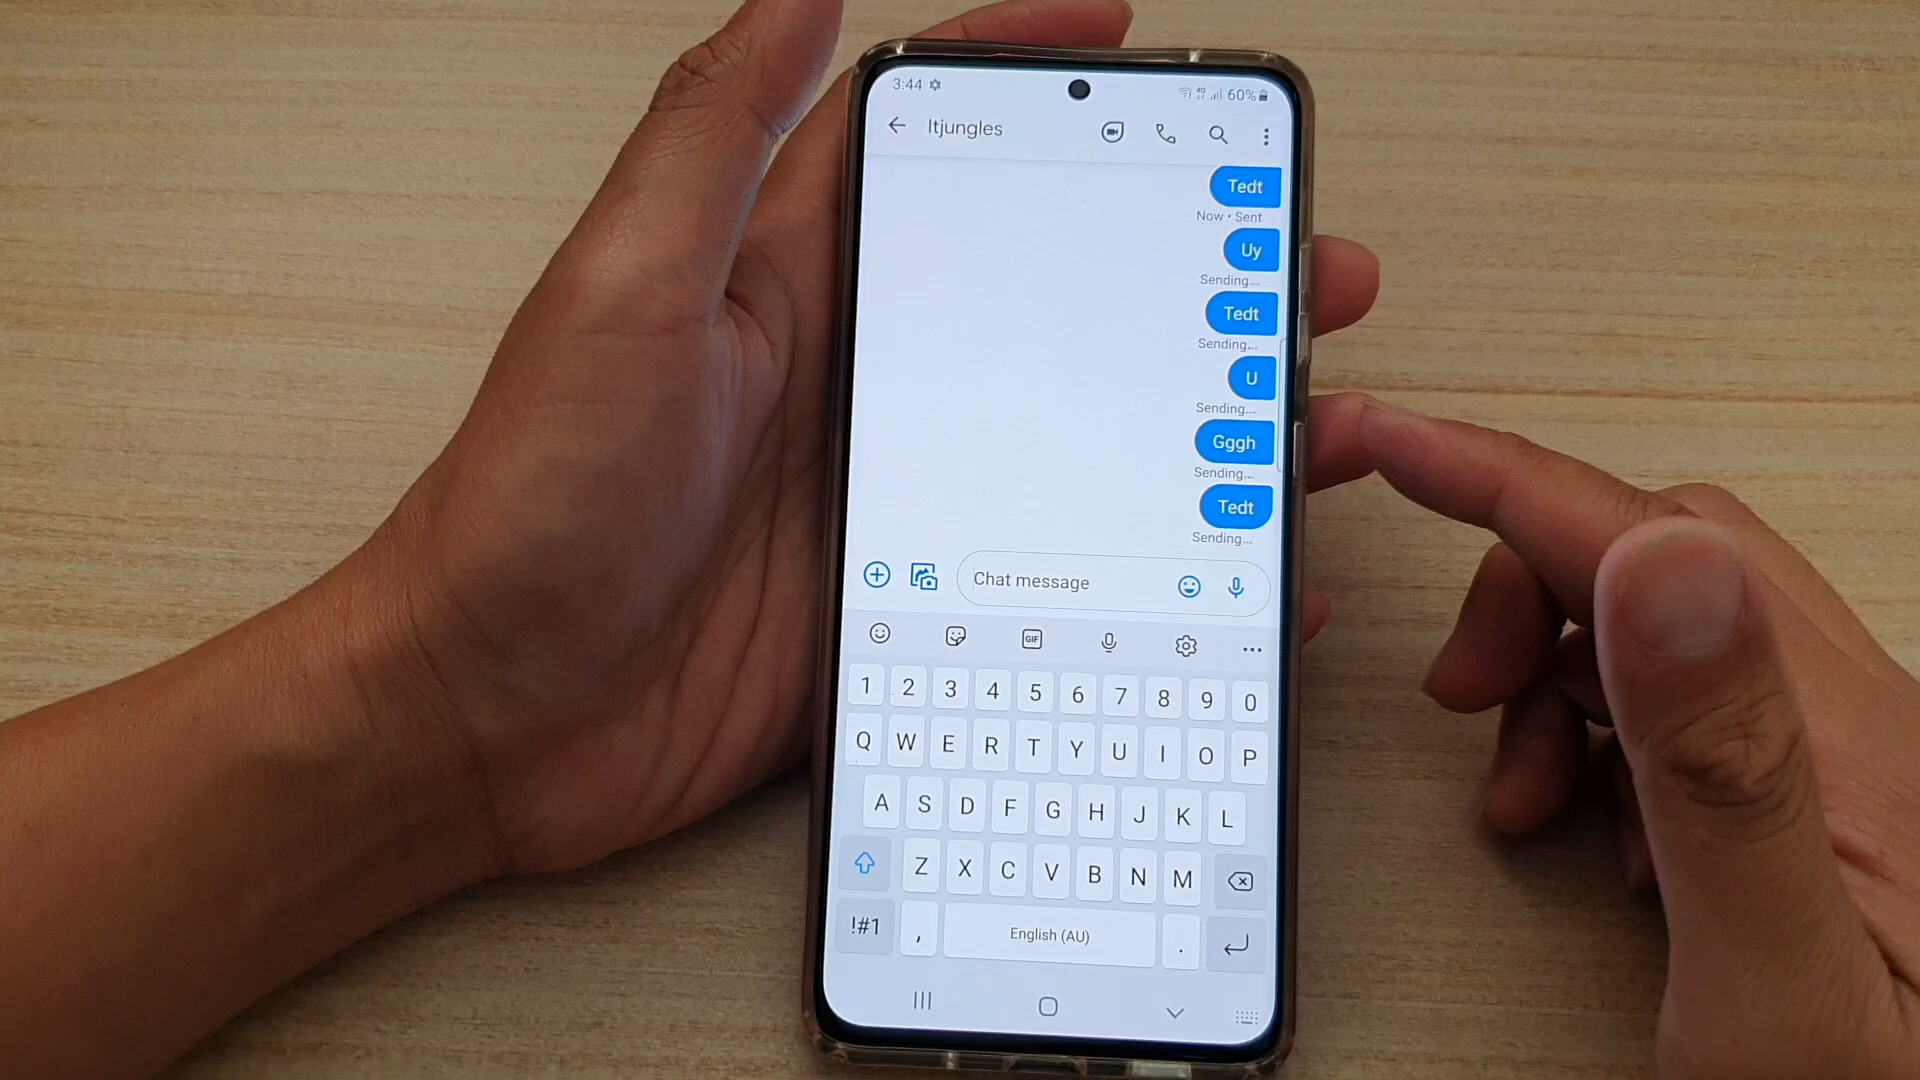 3:44 4G 60%
Itjungles
Tedt
Now • Sent
Uy
Sending...
Tedt
Sending...
U
Sending...
Gggh
Sending...
Tedt
Sending...
Chat message
GIF
1 2 3 4 5 6 7 8 9 0
Q W E R T Y U I O P
A S D F G H J K L
Z X C V B N M
!#1 , English (AU) .